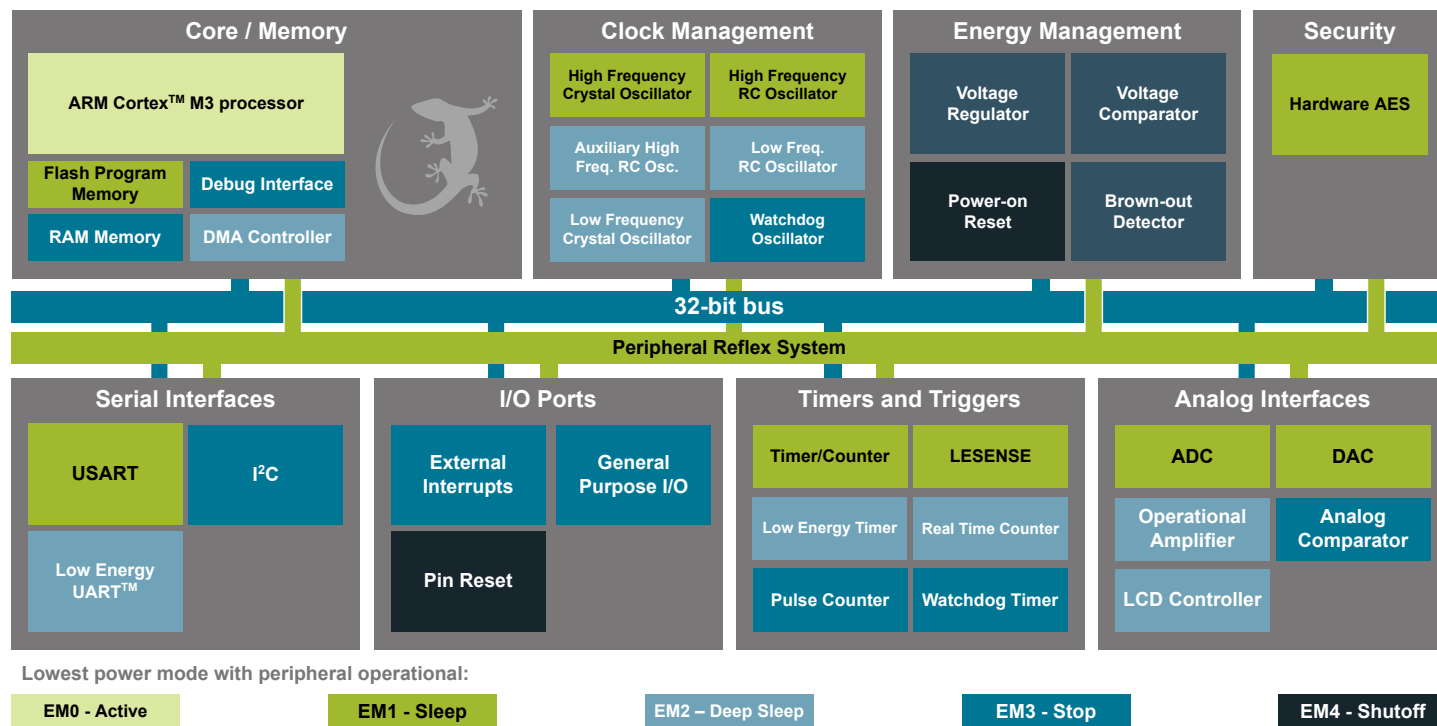 Core / Memory
ARM Cortex™ M3 processor
Flash Program
Memory
Debug Interface
RAM Memory
DMA Controller
Clock Management
High Frequency
Crystal Oscillator
High Frequency
RC Oscillator
Auxiliary High
Freq. RC Osc.
Low Freq.
RC Oscillator
Low Frequency
Crystal Oscillator
Watchdog
Oscillator
Energy Management
Voltage
Regulator
Voltage
Comparator
Power-on
Reset
Brown-out
Detector
Security
Hardware AES
32-bit bus
Peripheral Reflex System
Serial Interfaces
USART
I²C
Low Energy
UART™
I/O Ports
External
Interrupts
General
Purpose I/O
Pin Reset
Timers and Triggers
Timer/Counter
LESENSE
Low Energy Timer
Real Time Counter
Pulse Counter
Watchdog Timer
Analog Interfaces
ADC
DAC
Operational
Amplifier
Analog
Comparator
LCD Controller
Lowest power mode with peripheral operational:
EM0 - Active
EM1 - Sleep
EM2 – Deep Sleep
EM3 - Stop
EM4 - Shutoff